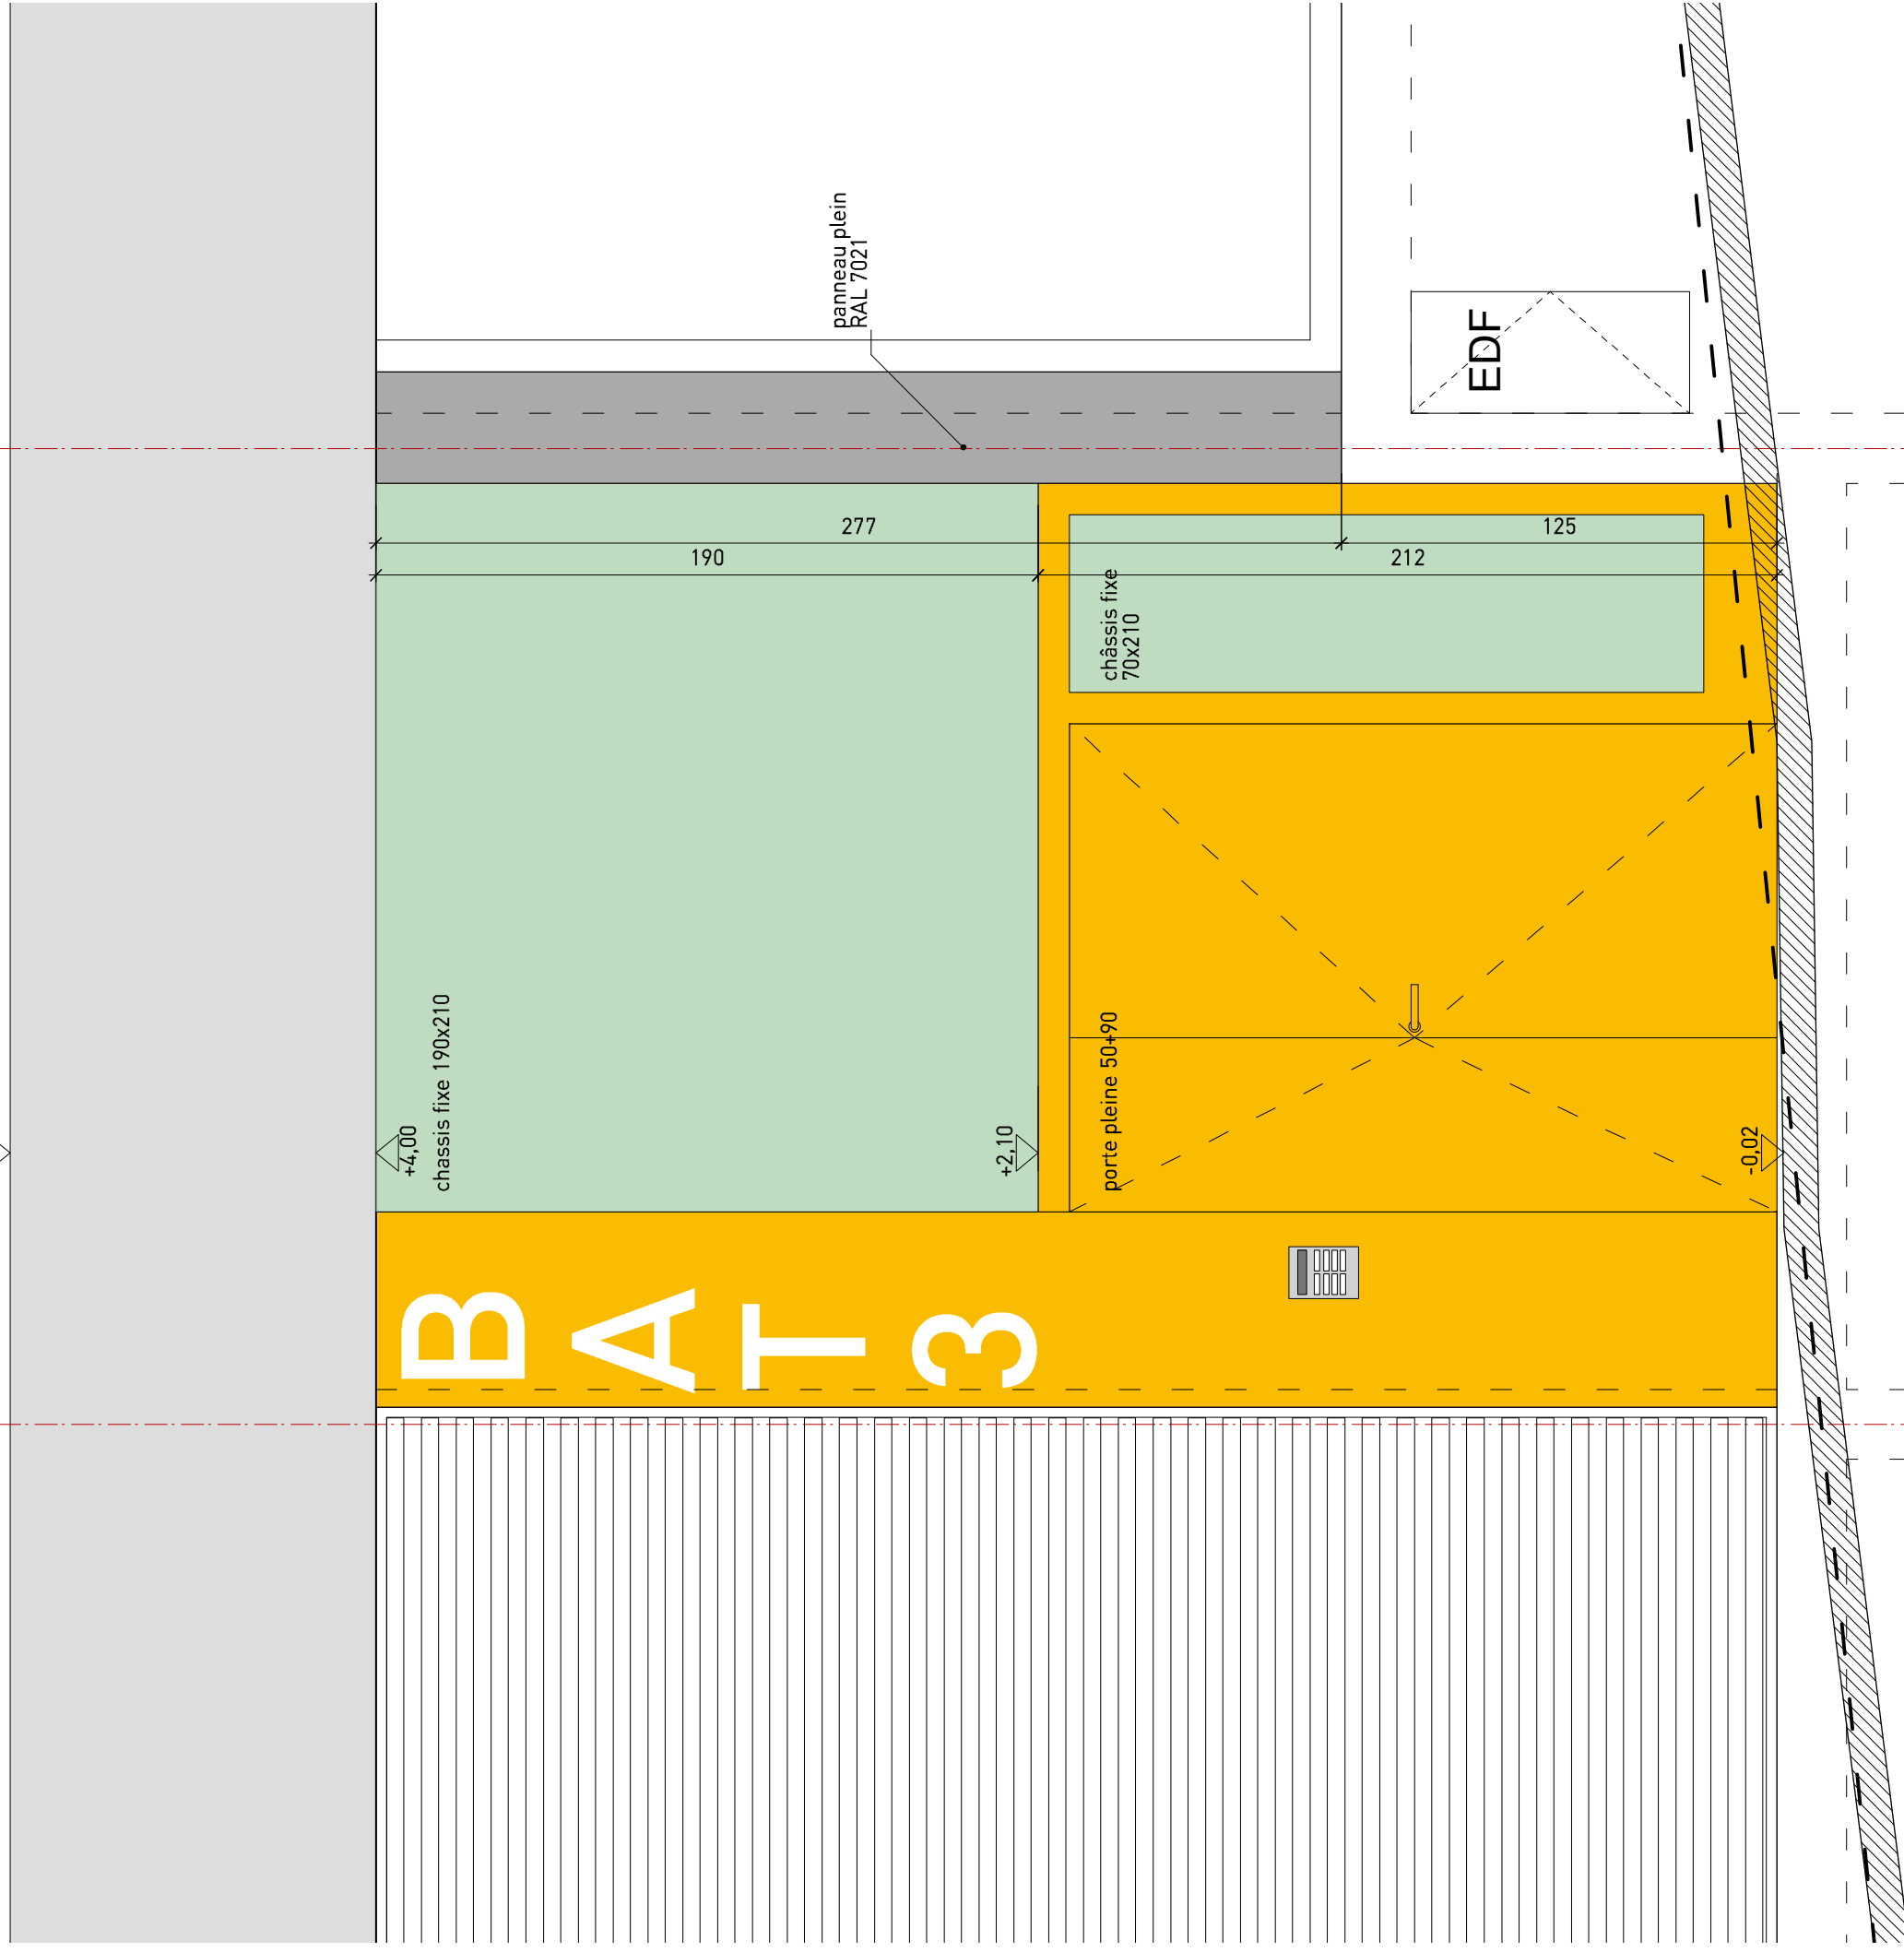 panneau plein
RAL 7021
EDF
277
125
190
212
châssis fixe
70x210
chassis fixe 190x210
+4,00
+2,10
porte pleine 50+90
-0,02
B
A
T
3